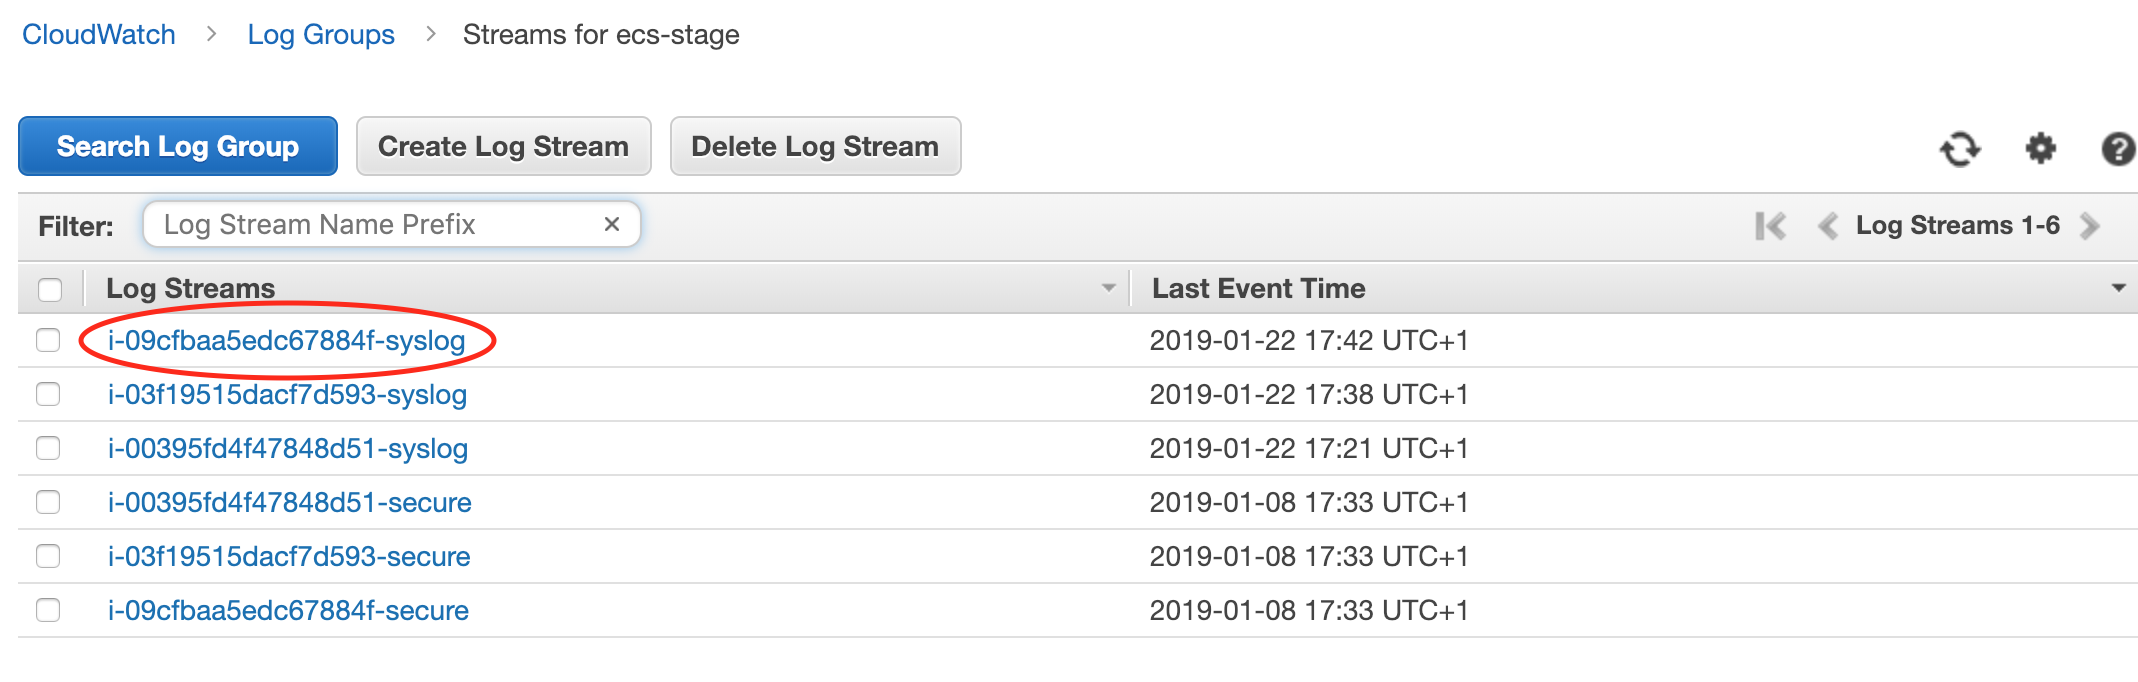 CloudWatch > Log Groups > Streams for ecs-stage
Search Log Group Create Log Stream Delete Log Stream ?
Filter: Log Stream Name Prefix × Log Streams 1-6
Log Streams Last Event Time
i-09cfbaa5edc67884f-syslog 2019-01-22 17:42 UTC+1
i-03f19515dacf7d593-syslog 2019-01-22 17:38 UTC+1
i-00395fd4f47848d51-syslog 2019-01-22 17:21 UTC+1
i-00395fd4f47848d51-secure 2019-01-08 17:33 UTC+1
i-03f19515dacf7d593-secure 2019-01-08 17:33 UTC+1
i-09cfbaa5edc67884f-secure 2019-01-08 17:33 UTC+1